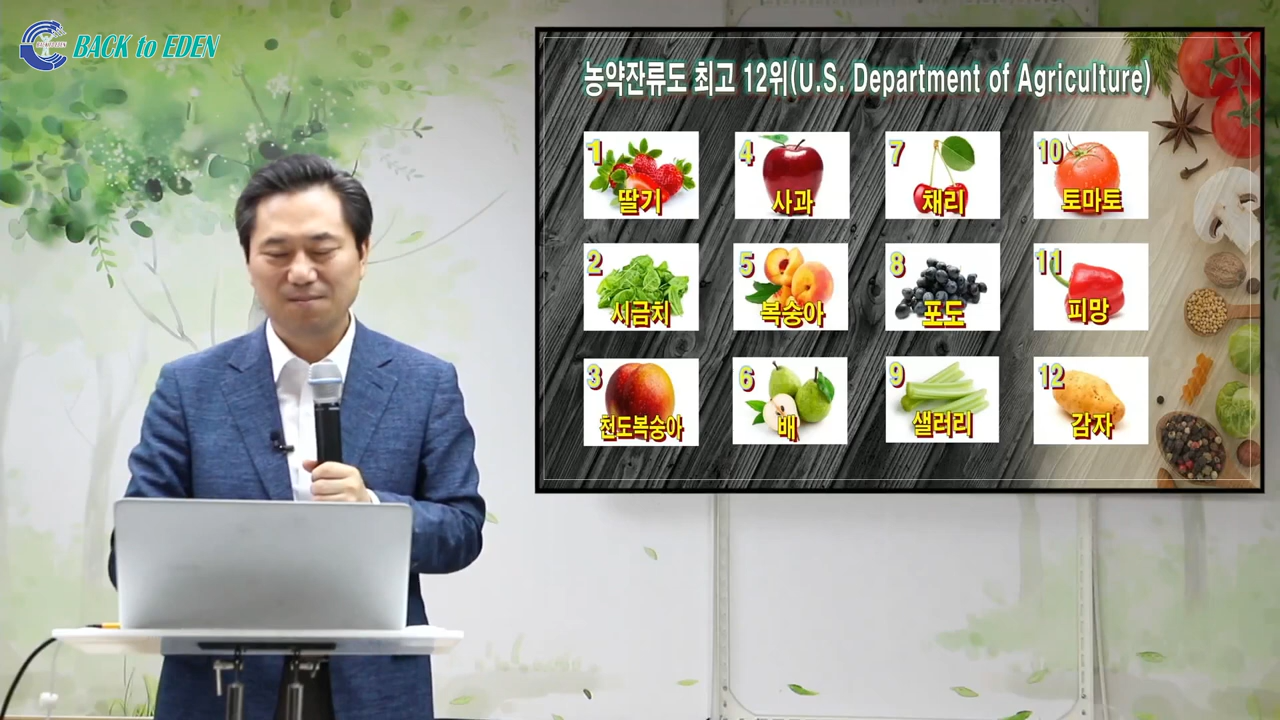 BACK to EDEN
농약잔류도 최고 12위(U.S. Department of Agriculture)
1
딸기
2
시금치
3
천도복숭아
4
사과
5
복숭아
6
배
7
채리
8
포도
9
샐러리
10
토마토
11
피망
12
감자